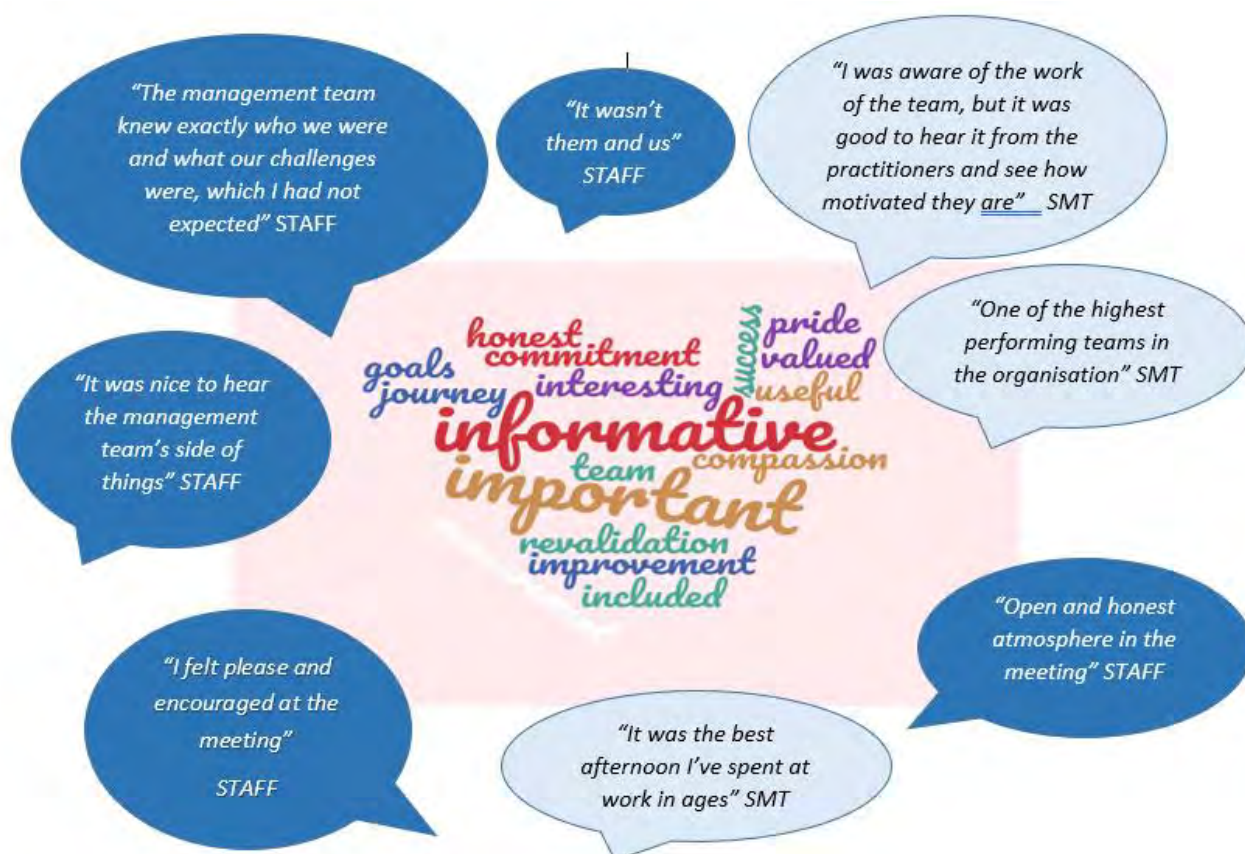 “The management team
knew exactly who we were
and what our challenges
were, which I had not
expected” STAFF
“It wasn’t
them and us”
STAFF
“I was aware of the work
of the team, but it was
good to hear it from the
practitioners and see how
motivated they are” SMT
“One of the highest
performing teams in
the organisation” SMT
“It was nice to hear
the management
team’s side of
things” STAFF
honest
commitment
goals
journey
interesting
success
pride
valued
useful
informative
team
compassion
important
revalidation
improvement
included
“Open and honest
atmosphere in the
meeting” STAFF
“I felt please and
encouraged at the
meeting”
STAFF
“It was the best
afternoon I’ve spent at
work in ages” SMT